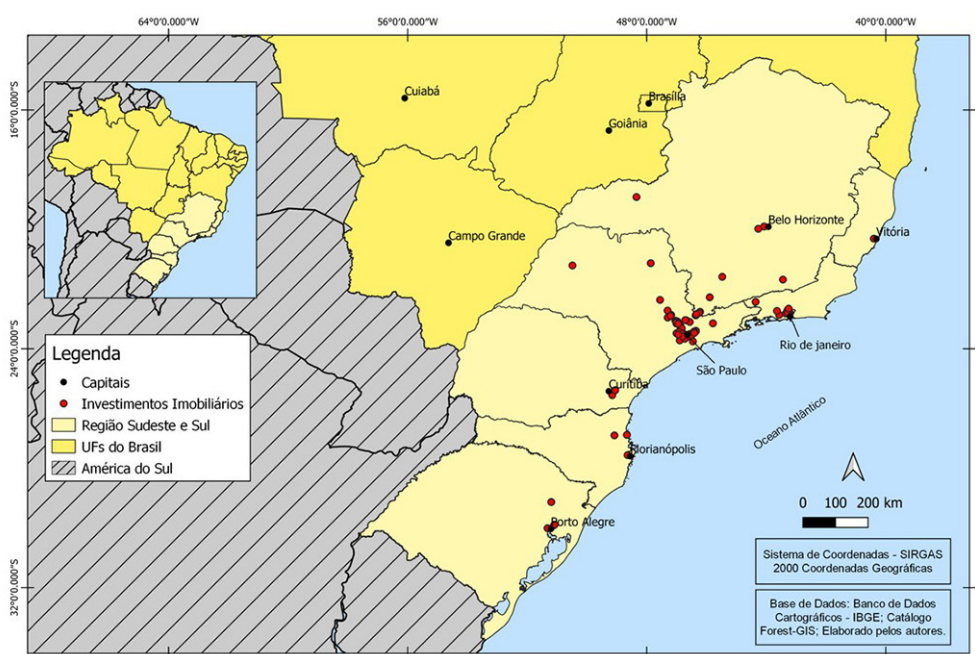 64°0'0.000"W
56°0'0.000"W
48°0'0.000"W
40°0'0.000"W
16°0'0.000"S
24°0'0.000"S
32°0'0.000"S
Cuiabá
Brasília
Goiânia
Campo Grande
Belo Horizonte
Vitória
Rio de janeiro
São Paulo
Curitiba
Florianópolis
Porto Alegre
Oceano Atlântico
Legenda
Capitais
Investimentos Imobiliários
Região Sudeste e Sul
UFs do Brasil
América do Sul
0 100 200 km
Sistema de Coordenadas - SIRGAS
2000 Coordenadas Geográficas
Base de Dados: Banco de Dados
Cartográficos - IBGE; Catálogo
Forest-GIS; Elaborado pelos autores.